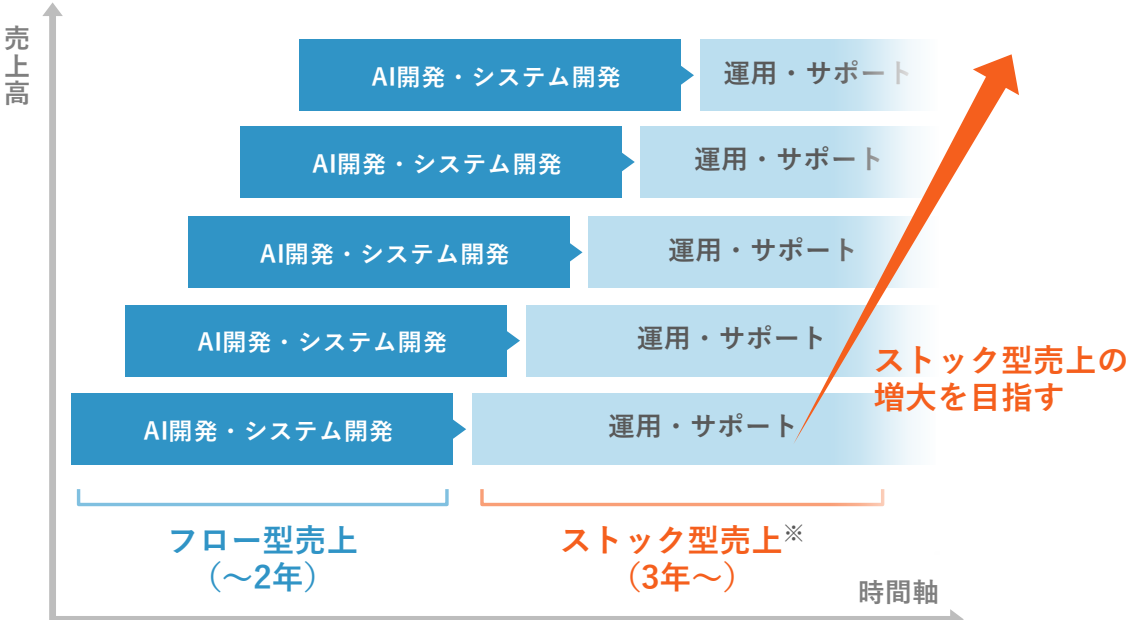 売上高
AI開発・システム開発
運用・サポート
AI開発・システム開発
運用・サポート
AI開発・システム開発
運用・サポート
AI開発・システム開発
運用・サポート
ストック型売上の
増大を目指す
AI開発・システム開発
運用・サポート
フロー型売上
（～2年）
ストック型売上※
（3年～）
時間軸